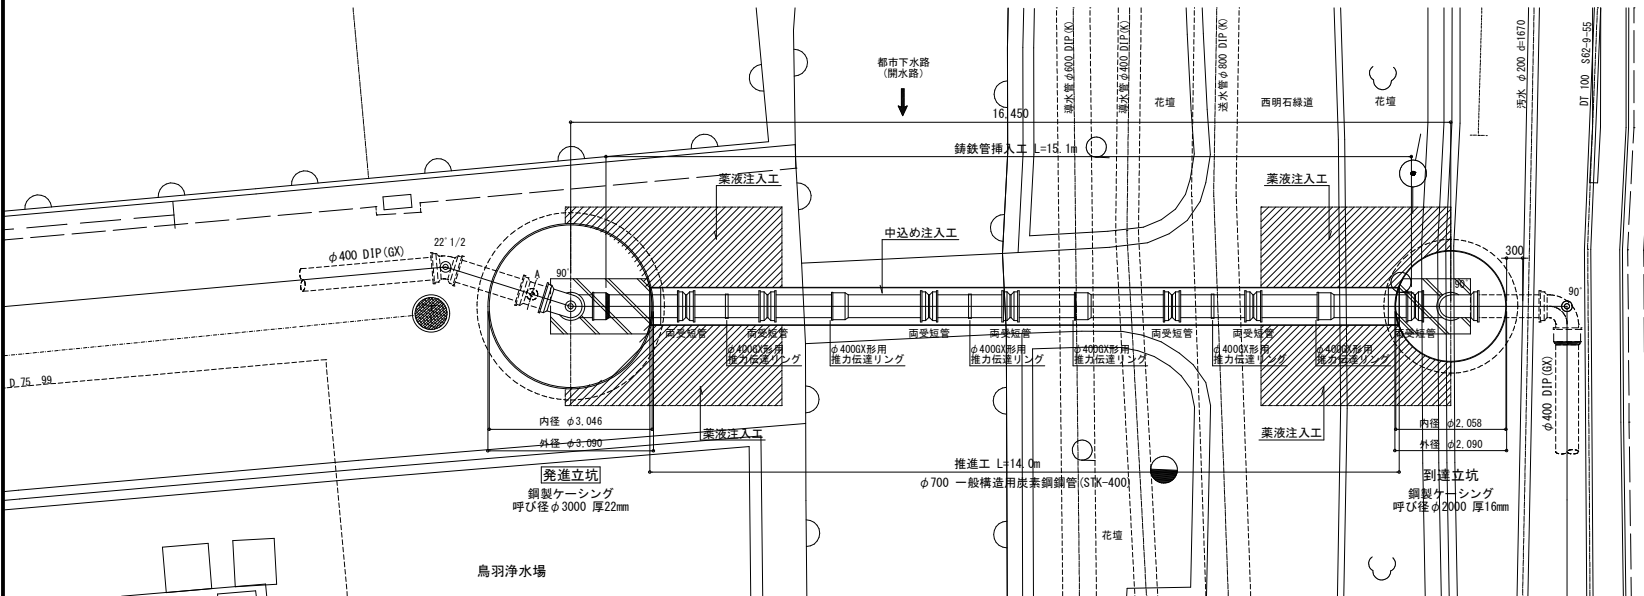 都市下水路
(開水路)
導水管φ600 DIP(K)
導水管φ400 DIP(K)
花壇
送水管φ800 DIP(K)
西明石緑道
花壇
汚水 φ200 d=1670
DT 100 S62-9-55
16,450
鋳鉄管挿入工 L=15.1m
薬液注入工
薬液注入工
中込め注入工
φ400 DIP(GX)
22°1/2
A
90°
300
90°
90°
両受短管
両受短管
両受短管
両受短管
両受短管
両受短管
両受短管
φ400GX形用
推力伝達リング
φ400GX形用
推力伝達リング
φ400GX形用
推力伝達リング
φ400GX形用
推力伝達リング
φ400GX形用
推力伝達リング
φ400GX形用
推力伝達リング
φ400 DIP(GX)
D 75 99
内径 φ3,046
外径 φ3,090
薬液注入工
薬液注入工
内径 φ2,058
外径 φ2,090
発進立坑
鋼製ケーシング
呼び径φ3000 厚22mm
推進工 L=14.0m
φ700 一般構造用炭素鋼鋼管(STK-400)
到達立坑
鋼製ケーシング
呼び径φ2000 厚16mm
花壇
鳥羽浄水場